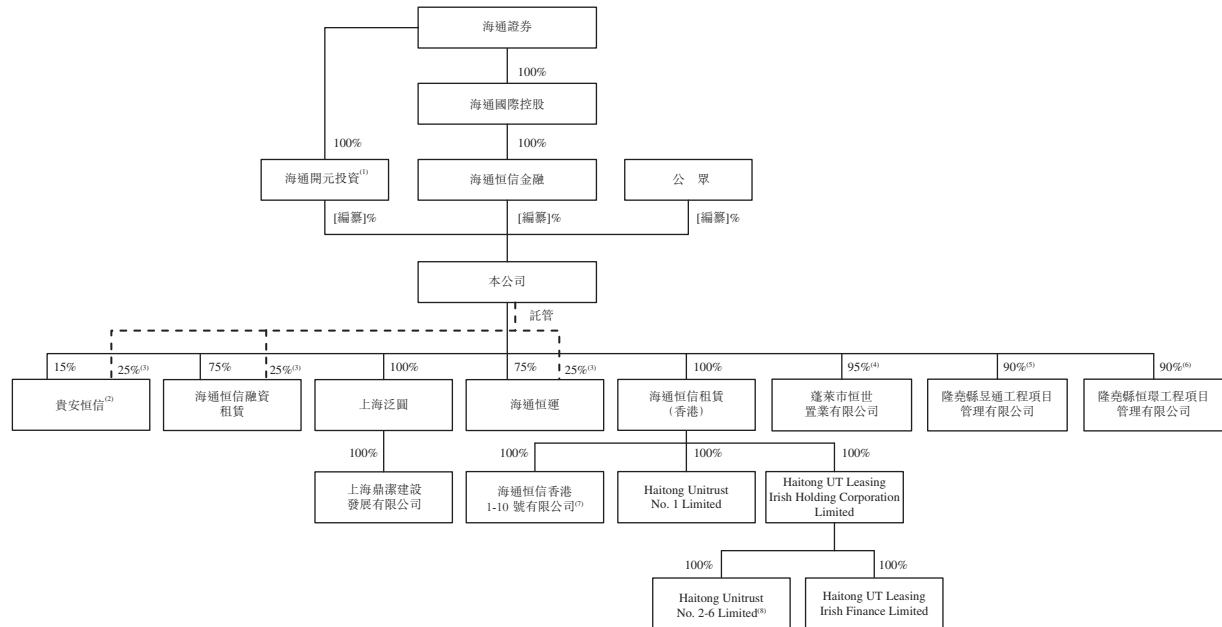 海通證券
100%
海通國際控股
100%
100%
海通開元投資(1)
海通恒信金融
公 眾
[編纂]%
[編纂]%
[編纂]%
本公司
託管
15%
25%(3)
75%
25%(3)
100%
75%
25%(3)
100%
95%(4)
90%(5)
90%(6)
貴安恒信(2)
海通恒信融資
租賃
上海泛圓
海通恒運
海通恒信租賃
(香港)
蓬萊市恒世
置業有限公司
隆堯縣昱通工程項目
管理有限公司
隆堯縣恒環工程項目
管理有限公司
100%
100%
100%
100%
上海鼎潔建設
發展有限公司
海通恒信香港
1-10 號有限公司(7)
Haitong Unitrust
No. 1 Limited
Haitong UT Leasing
Irish Holding Corporation
Limited
100%
100%
Haitong Unitrust
No. 2-6 Limited(8)
Haitong UT Leasing
Irish Finance Limited